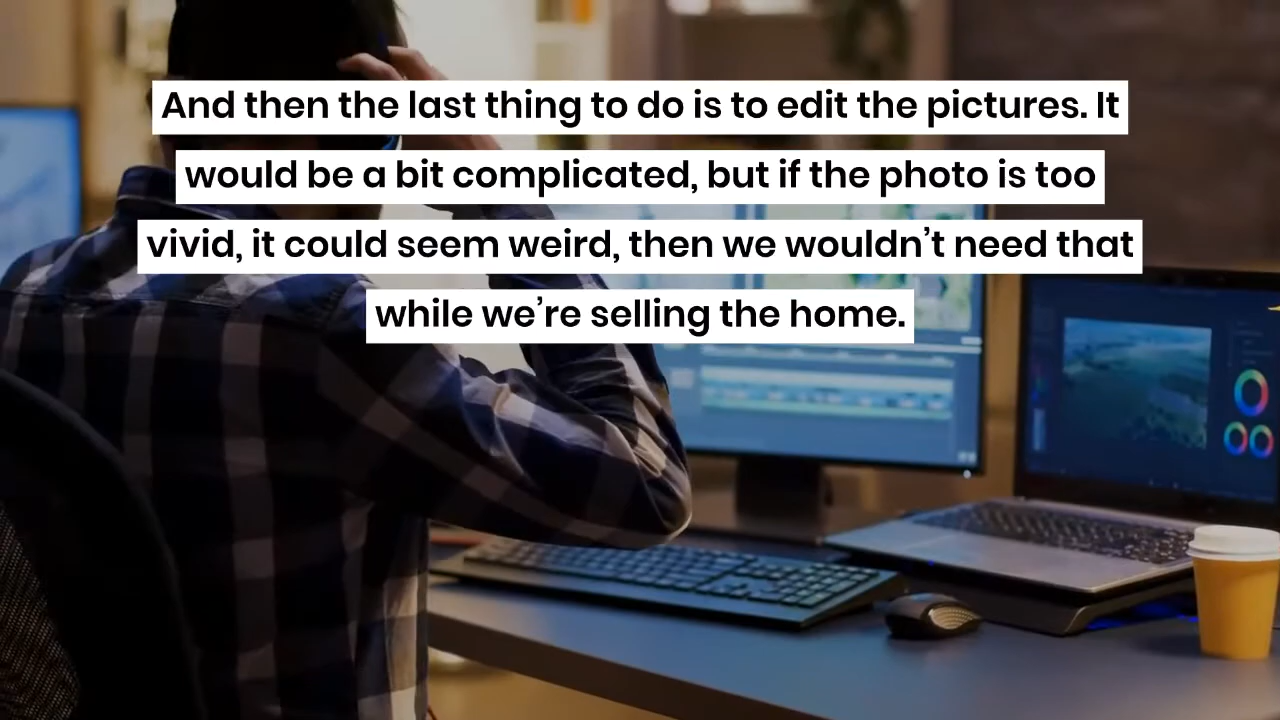 And then the last thing to do is to edit the pictures. It
would be a bit complicated, but if the photo is too
vivid, it could seem weird, then we wouldn’t need that
while we’re selling the home.